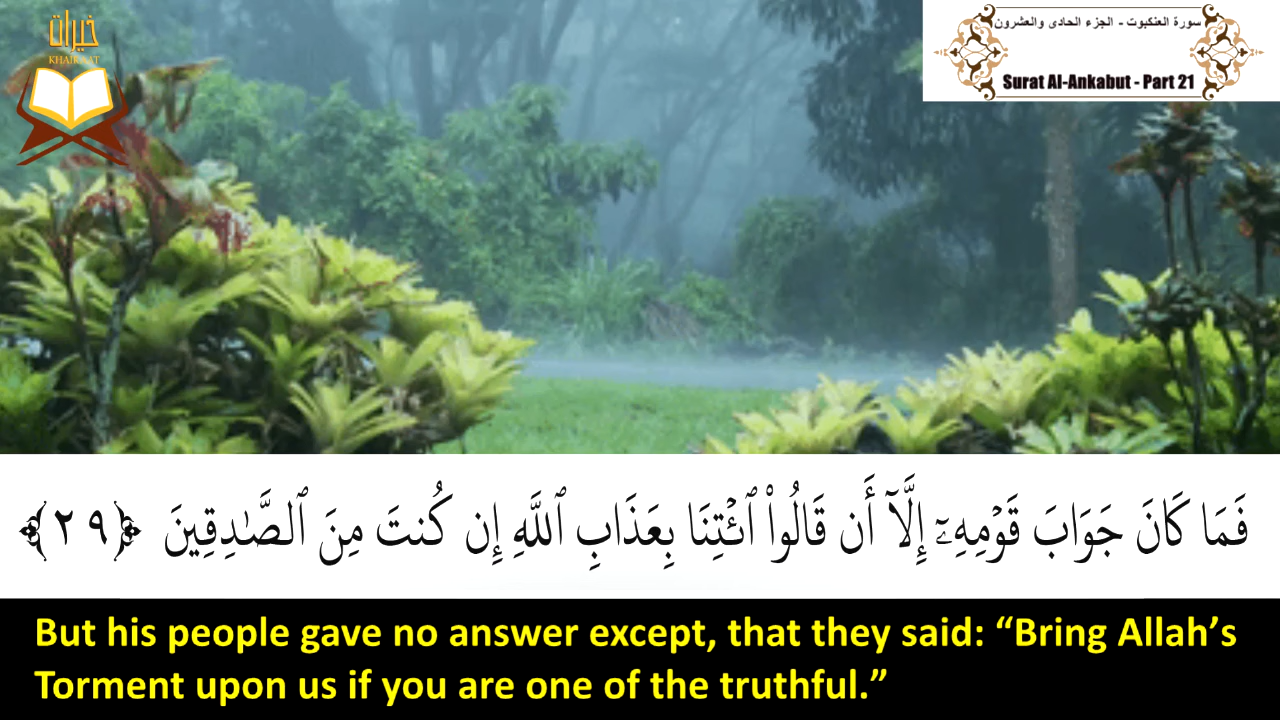 خيرات
KHAIRAAT
سورة العنكبوت - الجزء الحادى والعشرون
Surat Al-Ankabut - Part 21
فَمَا كَانَ جَوَابَ قَوْمِهِۦٓ إِلَّآ أَن قَالُوا۟ ٱئْتِنَا بِعَذَابِ ٱللَّهِ إِن كُنتَ مِنَ ٱلصَّـٰدِقِينَ ﴿٢٩﴾
But his people gave no answer except, that they said: “Bring Allah’s
Torment upon us if you are one of the truthful.”